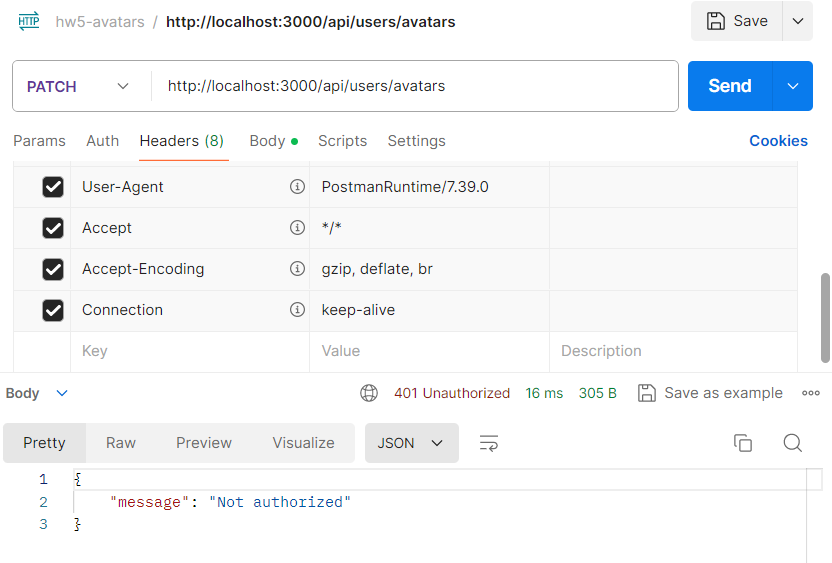 HTTP hw5-avatars / http://localhost:3000/api/users/avatars Save
PATCH http://localhost:3000/api/users/avatars Send
Params Auth Headers (8) Body Scripts Settings Cookies
User-Agent PostmanRuntime/7.39.0
Accept */*
Accept-Encoding gzip, deflate, br
Connection keep-alive
Key Value Description
Body 401 Unauthorized 16 ms 305 B Save as example
Pretty Raw Preview Visualize JSON
1 {
2 "message": "Not authorized"
3 }